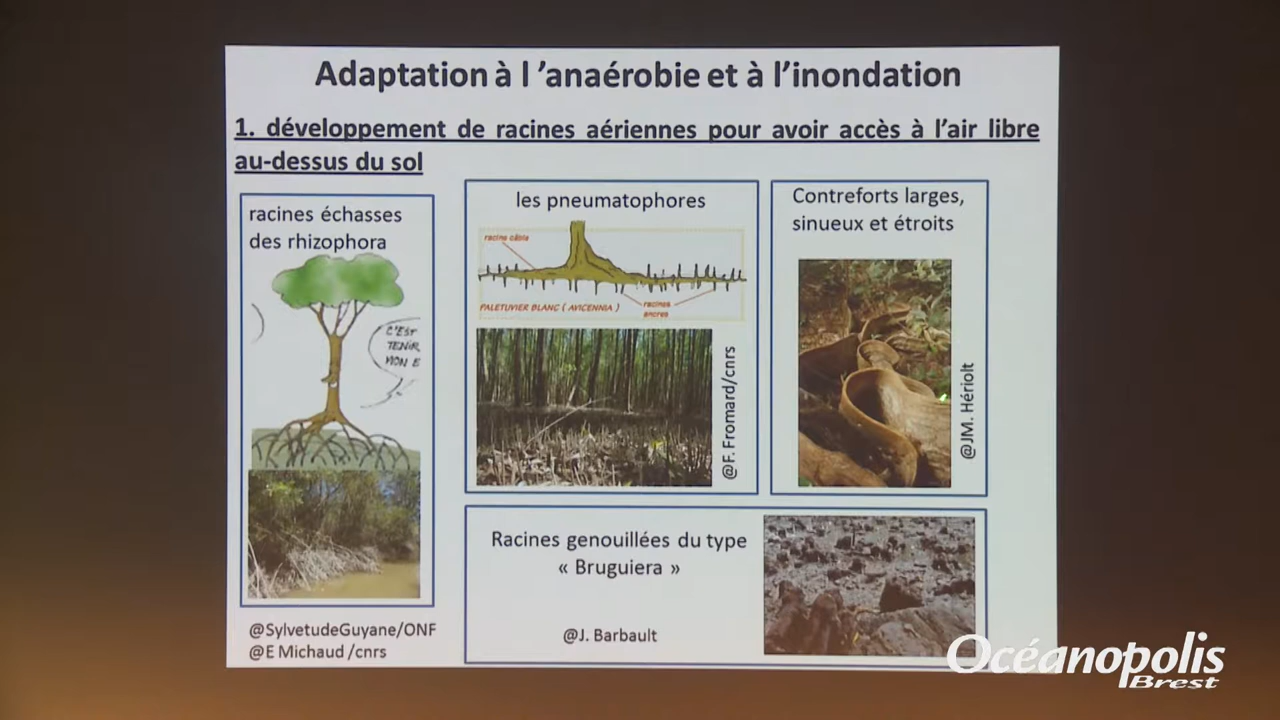 Adaptation à l ’anaérobie et à l’inondation
1. développement de racines aériennes pour avoir accès à l’air libre
au-dessus du sol
racines échasses
des rhizophora
C'EST
TENIR
MON E
@SylvetudeGuyane/ONF
@E Michaud /cnrs
les pneumatophores
racine câble
PALETUVIER BLANC ( AVICENNIA )
racines
ancres
@F. Fromard/cnrs
Contreforts larges,
sinueux et étroits
@JM. Hériolt
Racines genouillées du type
« Bruguiera »
@J. Barbault
Océanopolis
Brest